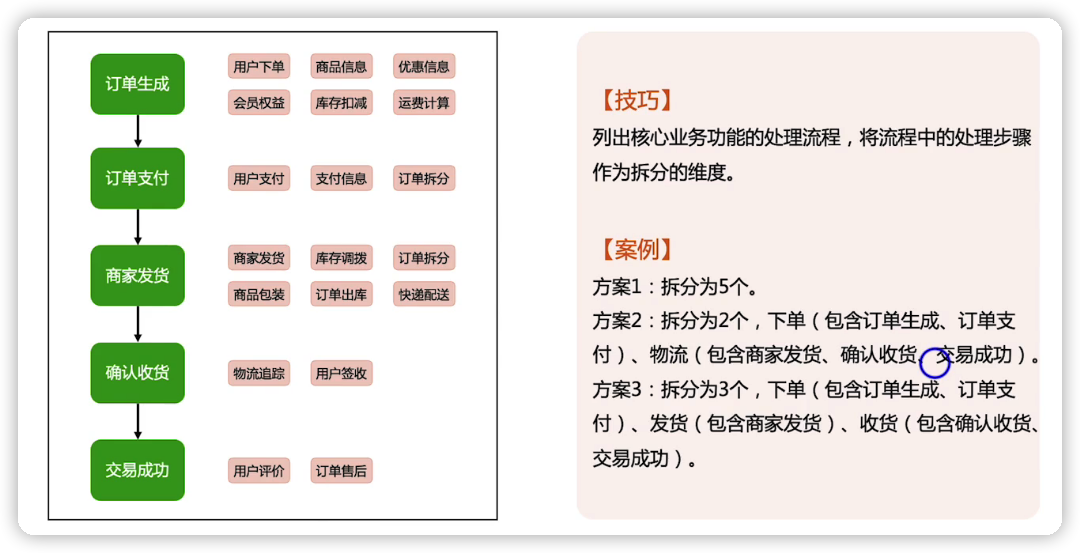 订单生成
用户下单 商品信息 优惠信息
会员权益 库存扣减 运费计算
订单支付
用户支付 支付信息 订单拆分
商家发货
商家发货 库存调拨 订单拆分
商品包装 订单出库 快递配送
确认收货
物流追踪 用户签收
交易成功
用户评价 订单售后
【技巧】
列出核心业务功能的处理流程，将流程中的处理步骤
作为拆分的维度。
【案例】
方案1：拆分为5个。
方案2：拆分为2个，下单（包含订单生成、订单支
付）、物流（包含商家发货、确认收货、交易成功）。
方案3：拆分为3个，下单（包含订单生成、订单支
付）、发货（包含商家发货）、收货（包含确认收货、
交易成功）。